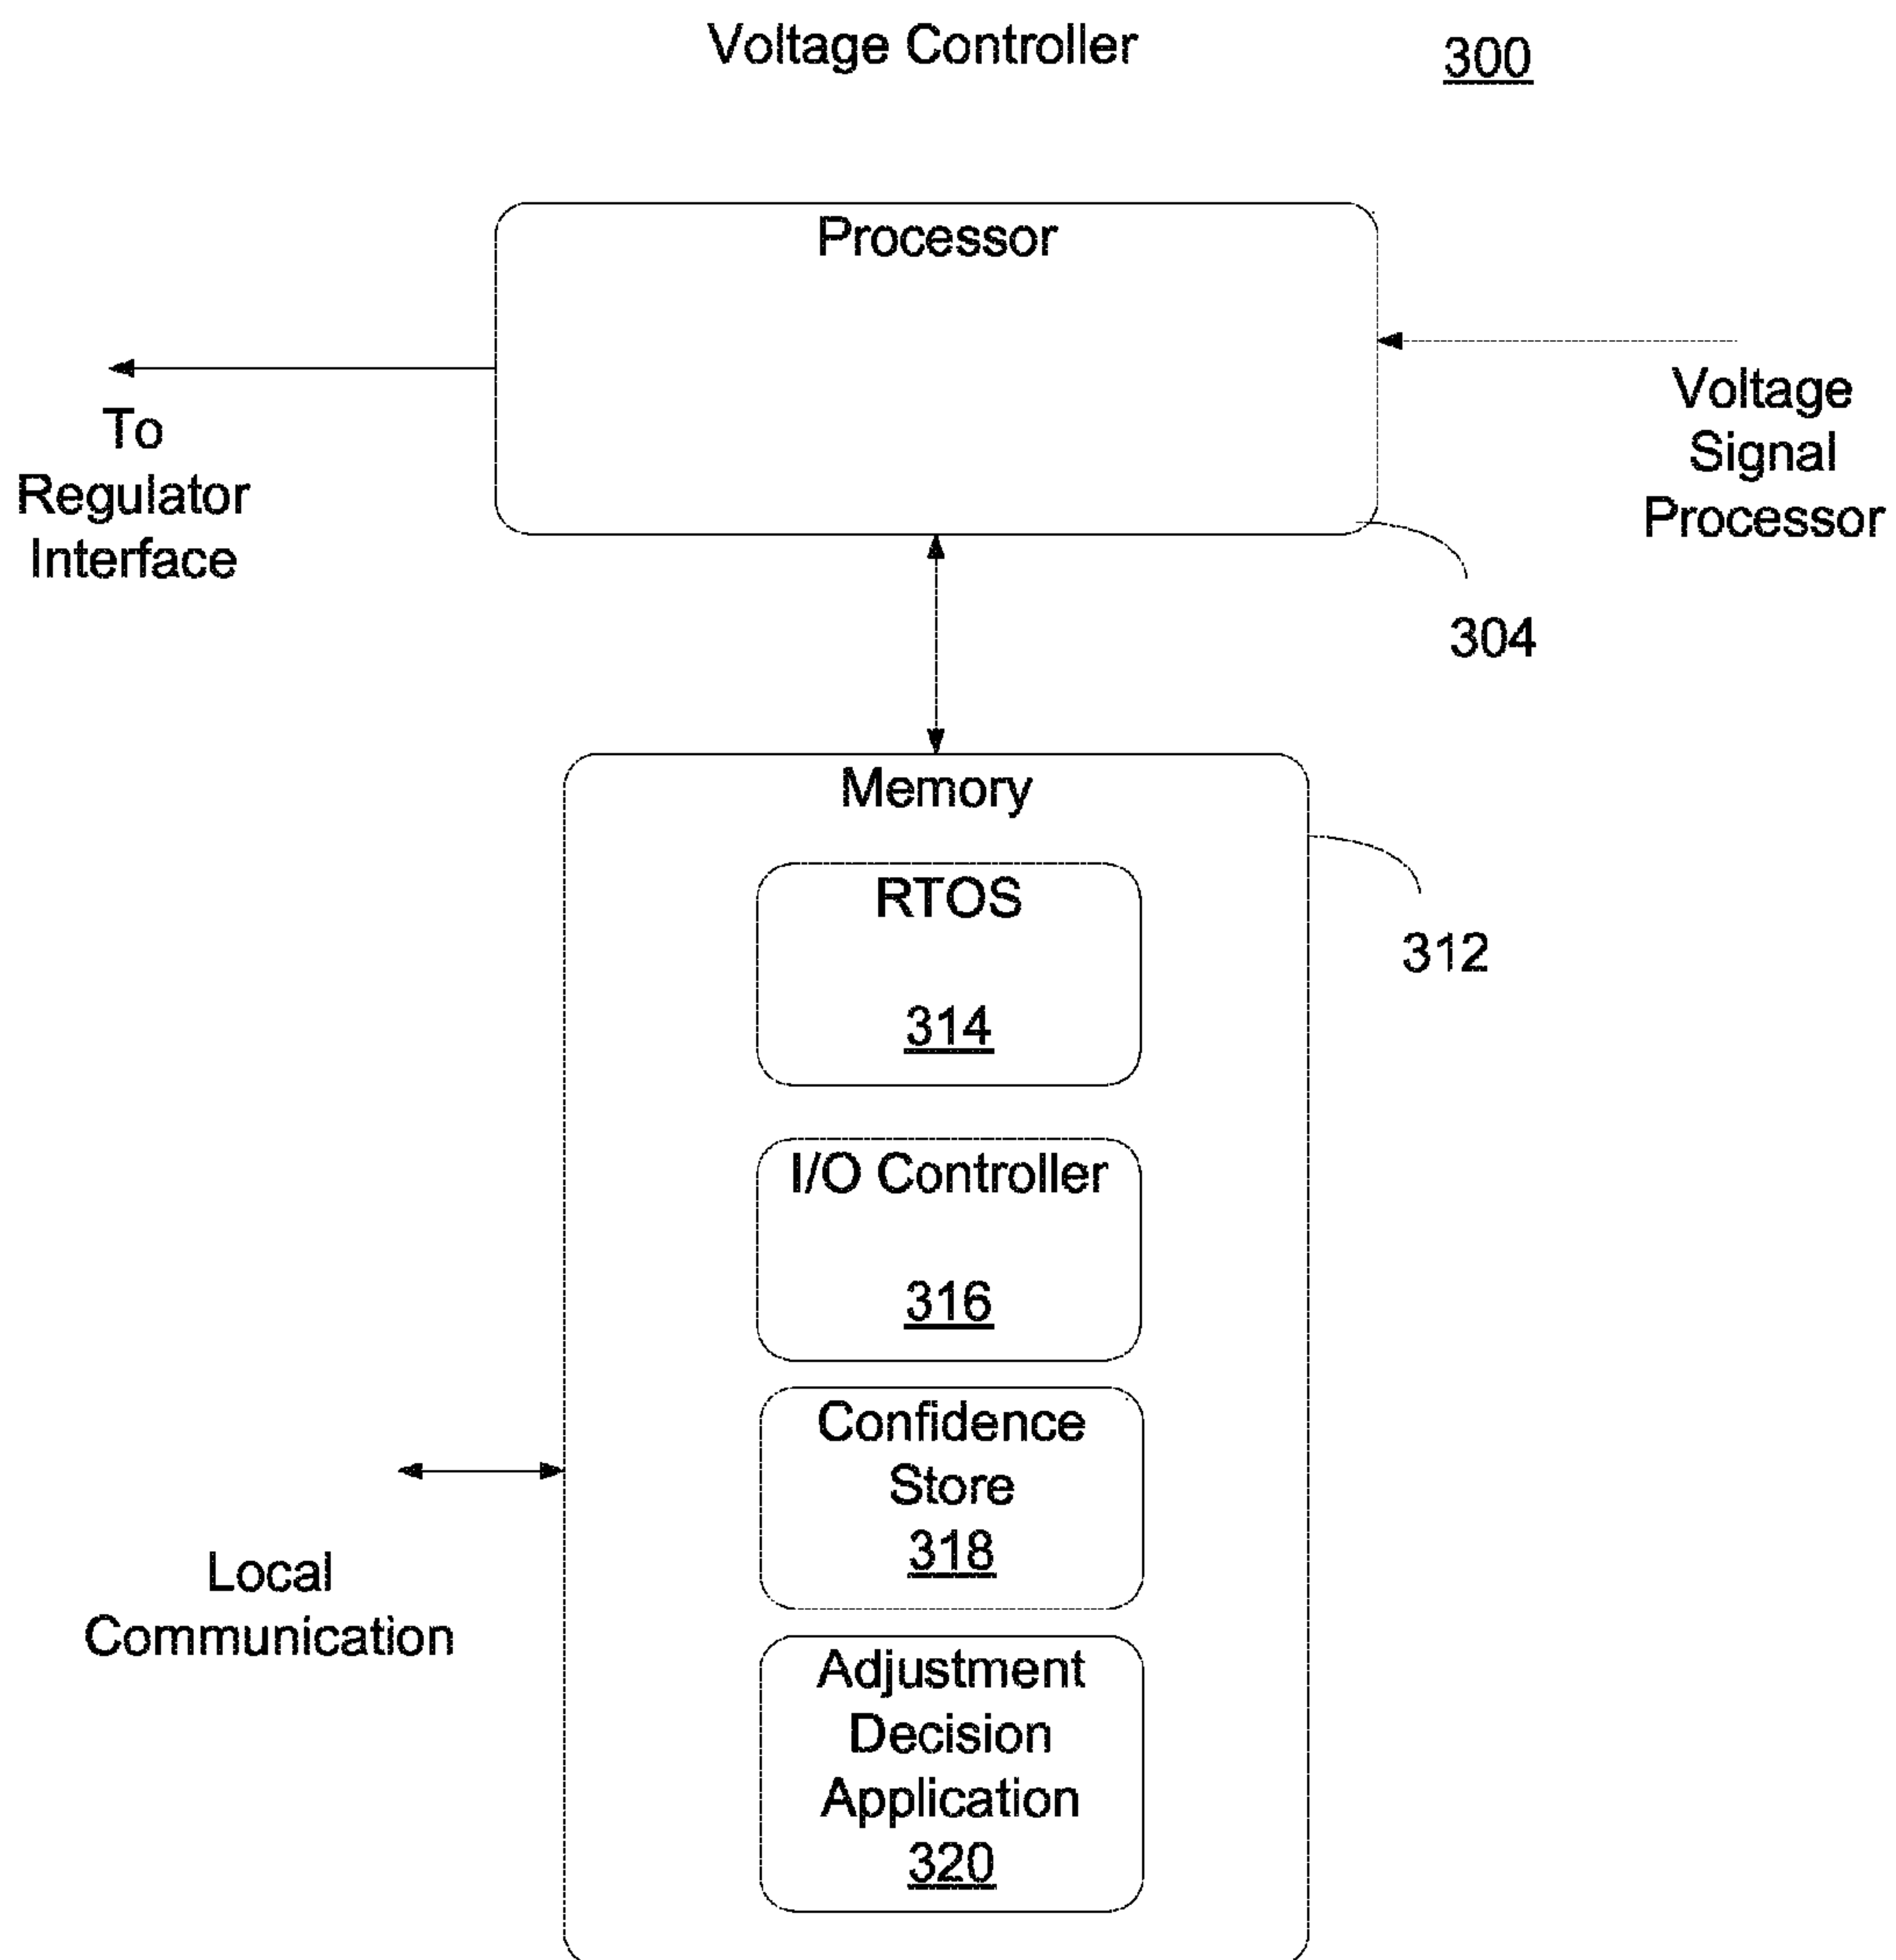 Voltage Controller
300
Processor
To
Regulator
Interface
Voltage
Signal
Processor
304
Memory
RTOS
314
312
I/O Controller
316
Confidence
Store
318
Local
Communication
Adjustment
Decision
Application
320